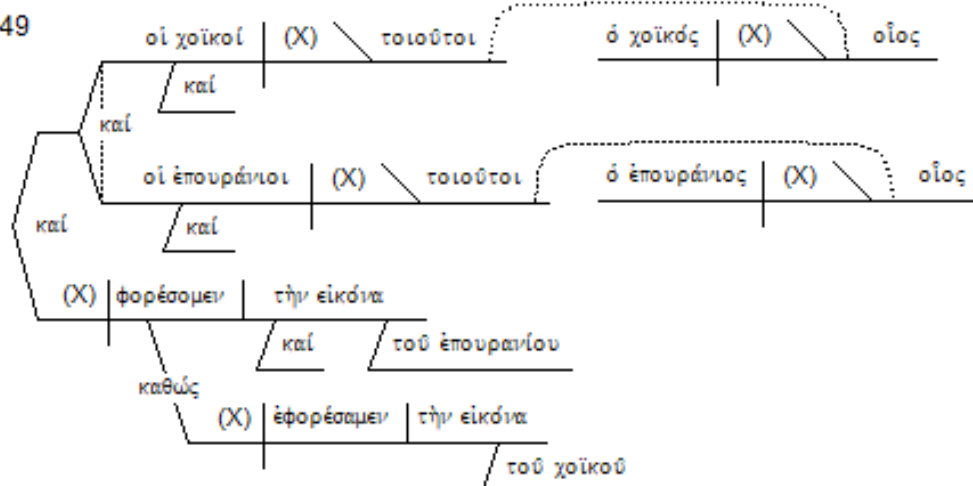 49
οἱ χοϊκοί (X) τοιοῦτοι ὁ χοϊκός (X) οἷος
καί
καί
οἱ ἐπουράνιοι (X) τοιοῦτοι ὁ ἐπουράνιος (X) οἷος
καί καί
(X) φορέσομεν τὴν εἰκόνα
καί τοῦ ἐπουρανίου
καθώς
(X) ἐφορέσαμεν τὴν εἰκόνα
τοῦ χοϊκοῦ